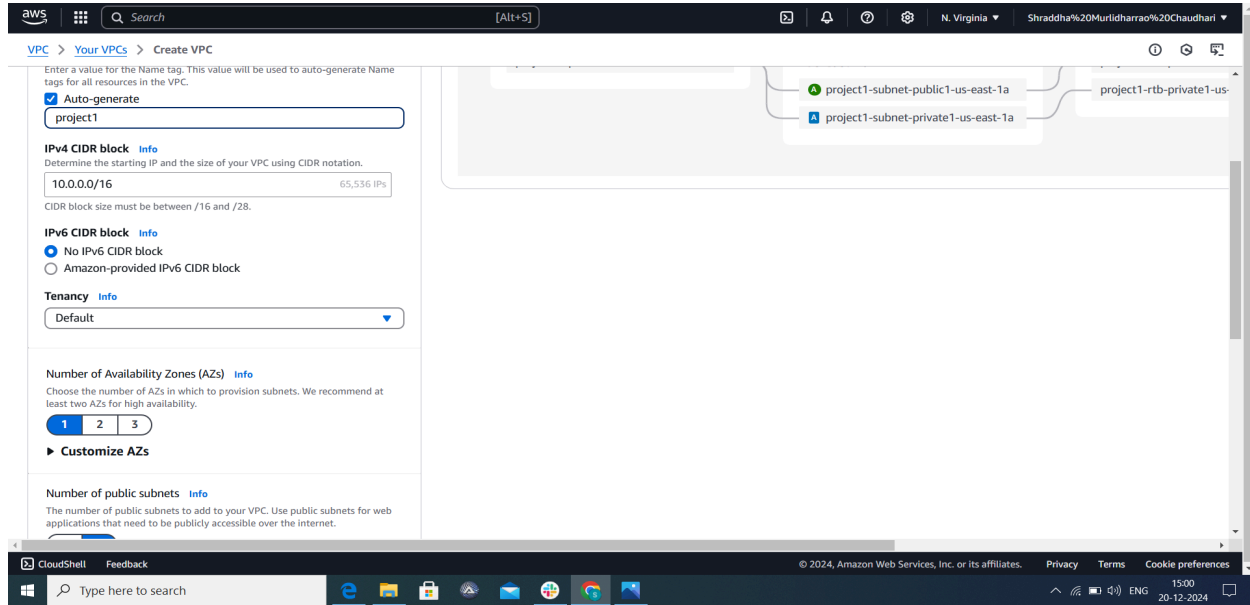 aws
Search [Alt+S]
N. Virginia ▼
Shraddha%20Murlidharrao%20Chaudhari ▼
VPC > Your VPCs > Create VPC
Enter a value for the Name tag. This value will be used to auto-generate Name
tags for all resources in the VPC.
Auto-generate
project1
IPv4 CIDR block Info
Determine the starting IP and the size of your VPC using CIDR notation.
10.0.0.0/16 65,536 IPs
CIDR block size must be between /16 and /28.
IPv6 CIDR block Info
No IPv6 CIDR block
Amazon-provided IPv6 CIDR block
Tenancy Info
Default
Number of Availability Zones (AZs) Info
Choose the number of AZs in which to provision subnets. We recommend at
least two AZs for high availability.
1 2 3
Customize AZs
Number of public subnets Info
The number of public subnets to add to your VPC. Use public subnets for web
applications that need to be publicly accessible over the internet.
A project1-subnet-public1-us-east-1a
A project1-subnet-private1-us-east-1a
project1-rtb-private1-us-
CloudShell Feedback
© 2024, Amazon Web Services, Inc. or its affiliates. Privacy Terms Cookie preferences
Type here to search
ENG
15:00
20-12-2024